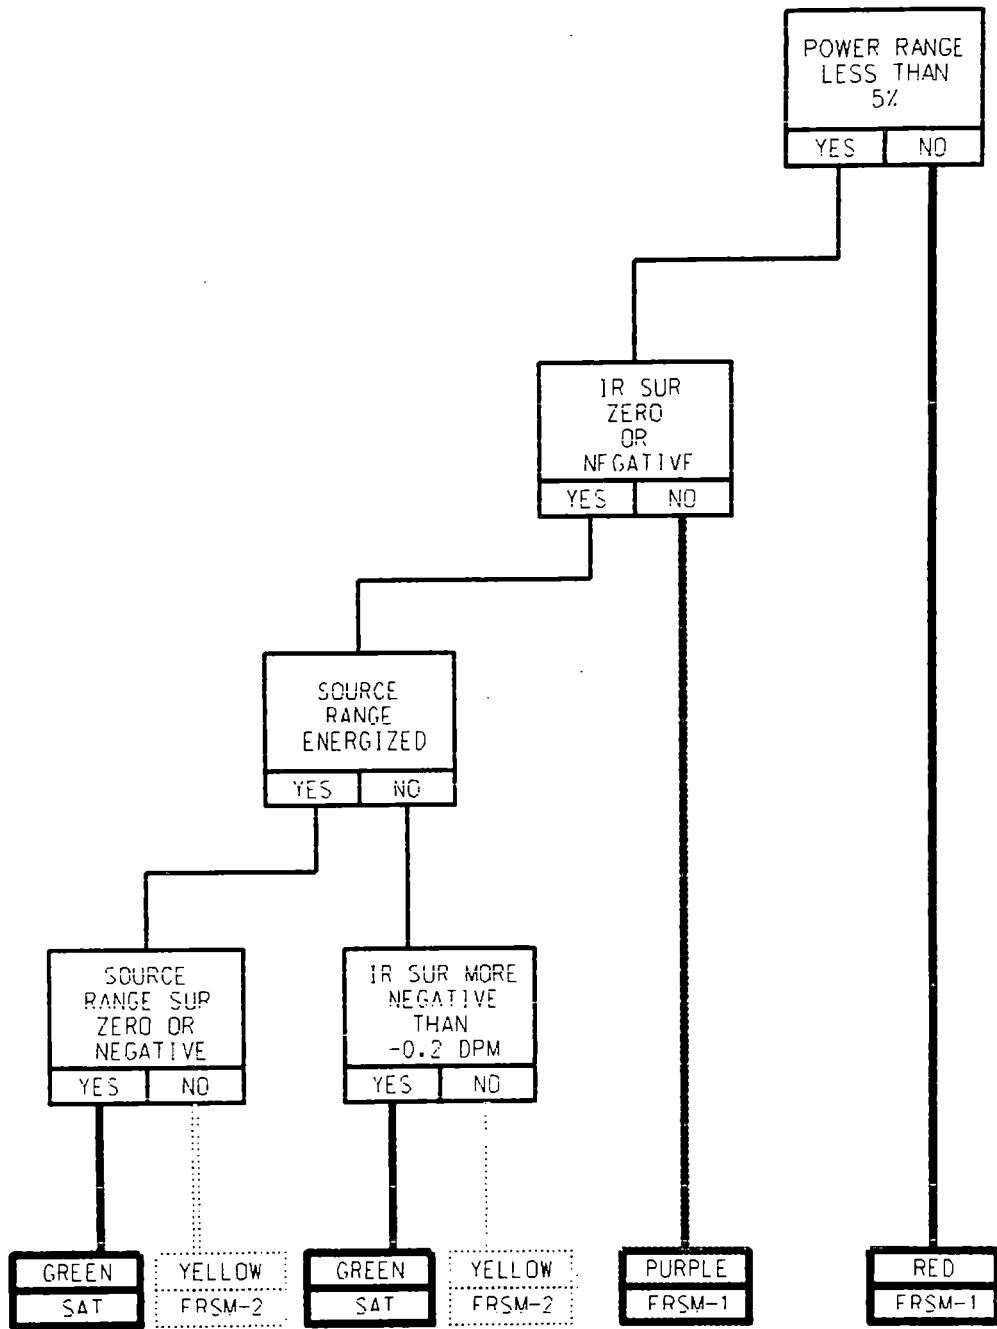 POWER RANGE
LESS THAN
5%
YES NO
IR SUR
ZERO
OR
NEGATIVE
YES NO
SOURCE
RANGE
ENERGIZED
YES NO
SOURCE
RANGE SUR
ZERO OR
NEGATIVE
YES NO
IR SUR MORE
NEGATIVE
THAN
-0.2 DPM
YES NO
GREEN
SAT
YELLOW
FRSM-2
GREEN
SAT
YELLOW
FRSM-2
PURPLE
FRSM-1
RED
FRSM-1